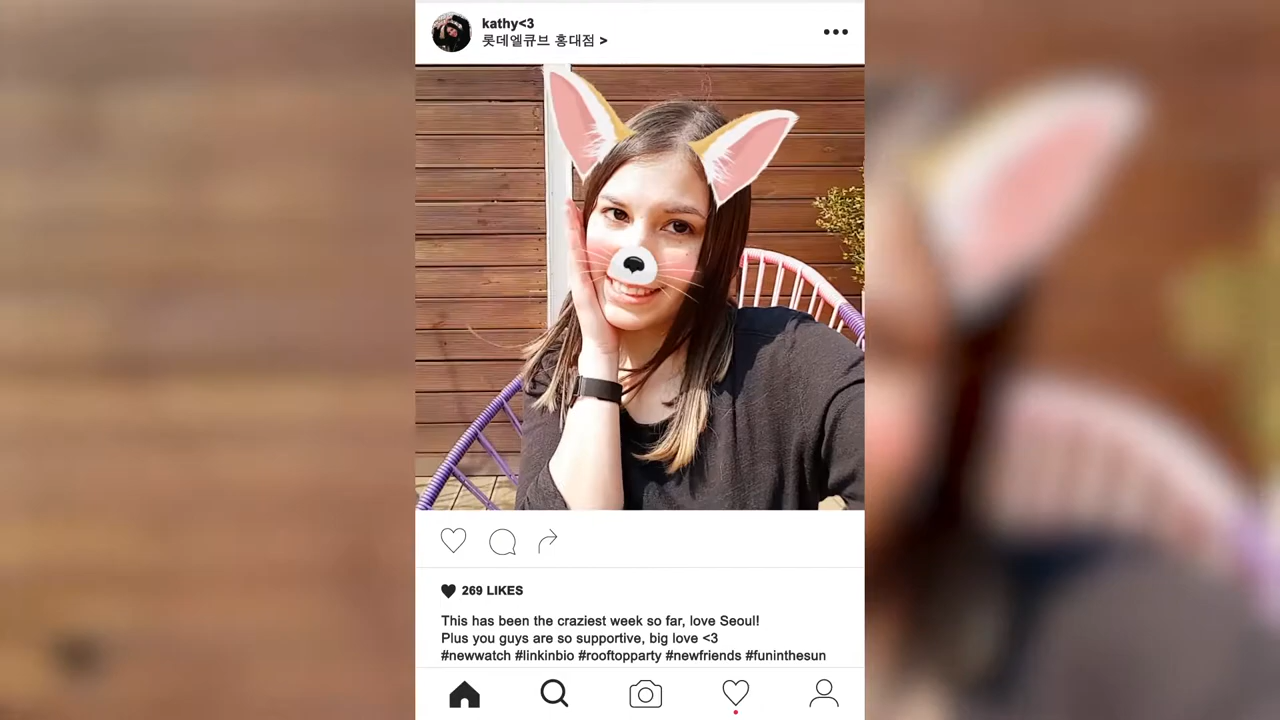 kathy<3
롯데엘큐브 홍대점 >
269 LIKES
This has been the craziest week so far, love Seoul!
Plus you guys are so supportive, big love <3
#newwatch #linkinbio #rooftopparty #newfriends #funinthesun